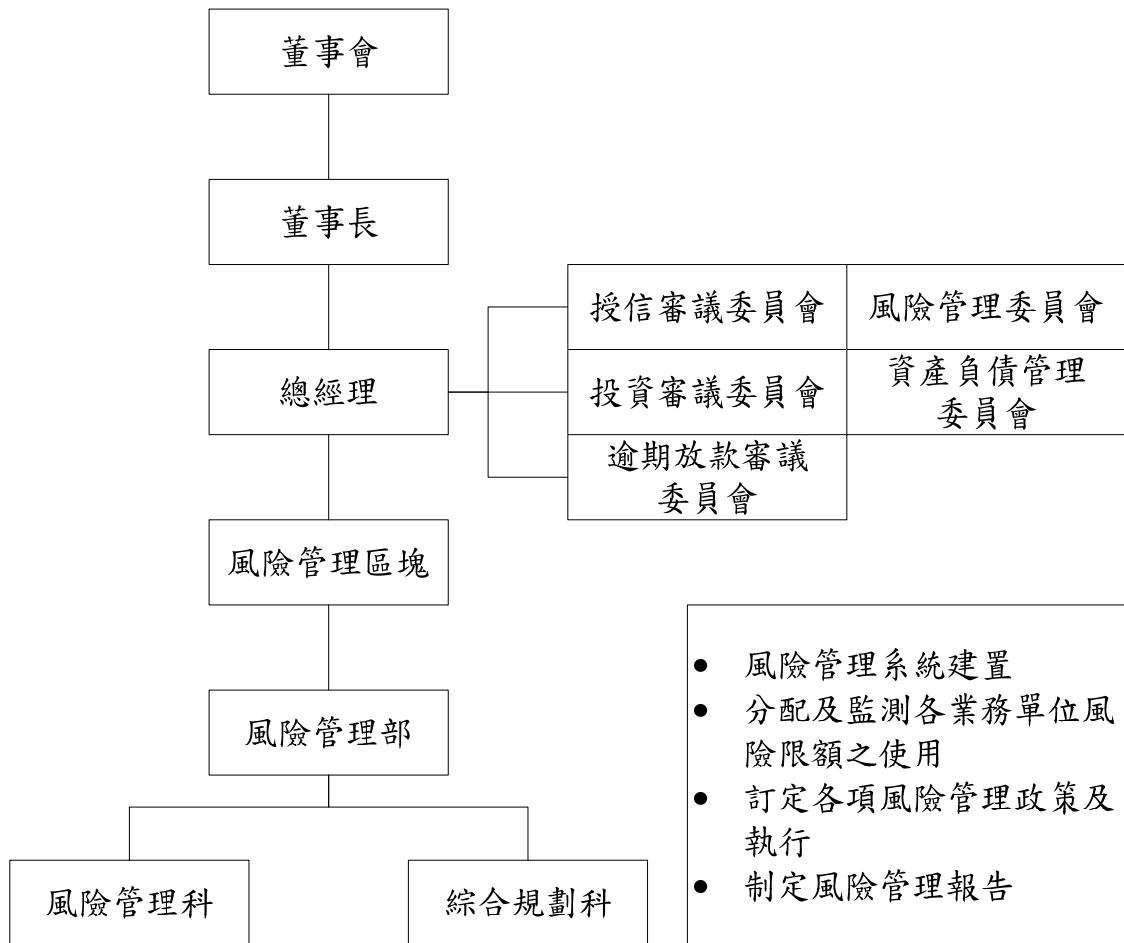 董事會
董事長
授信審議委員會
風險管理委員會
總經理
投資審議委員會
資產負債管理
委員會
逾期放款審議
委員會
風險管理區塊
風險管理部
風險管理科
綜合規劃科
● 風險管理系統建置
● 分配及監測各業務單位風
險限額之使用
● 訂定各項風險管理政策及
執行
● 制定風險管理報告